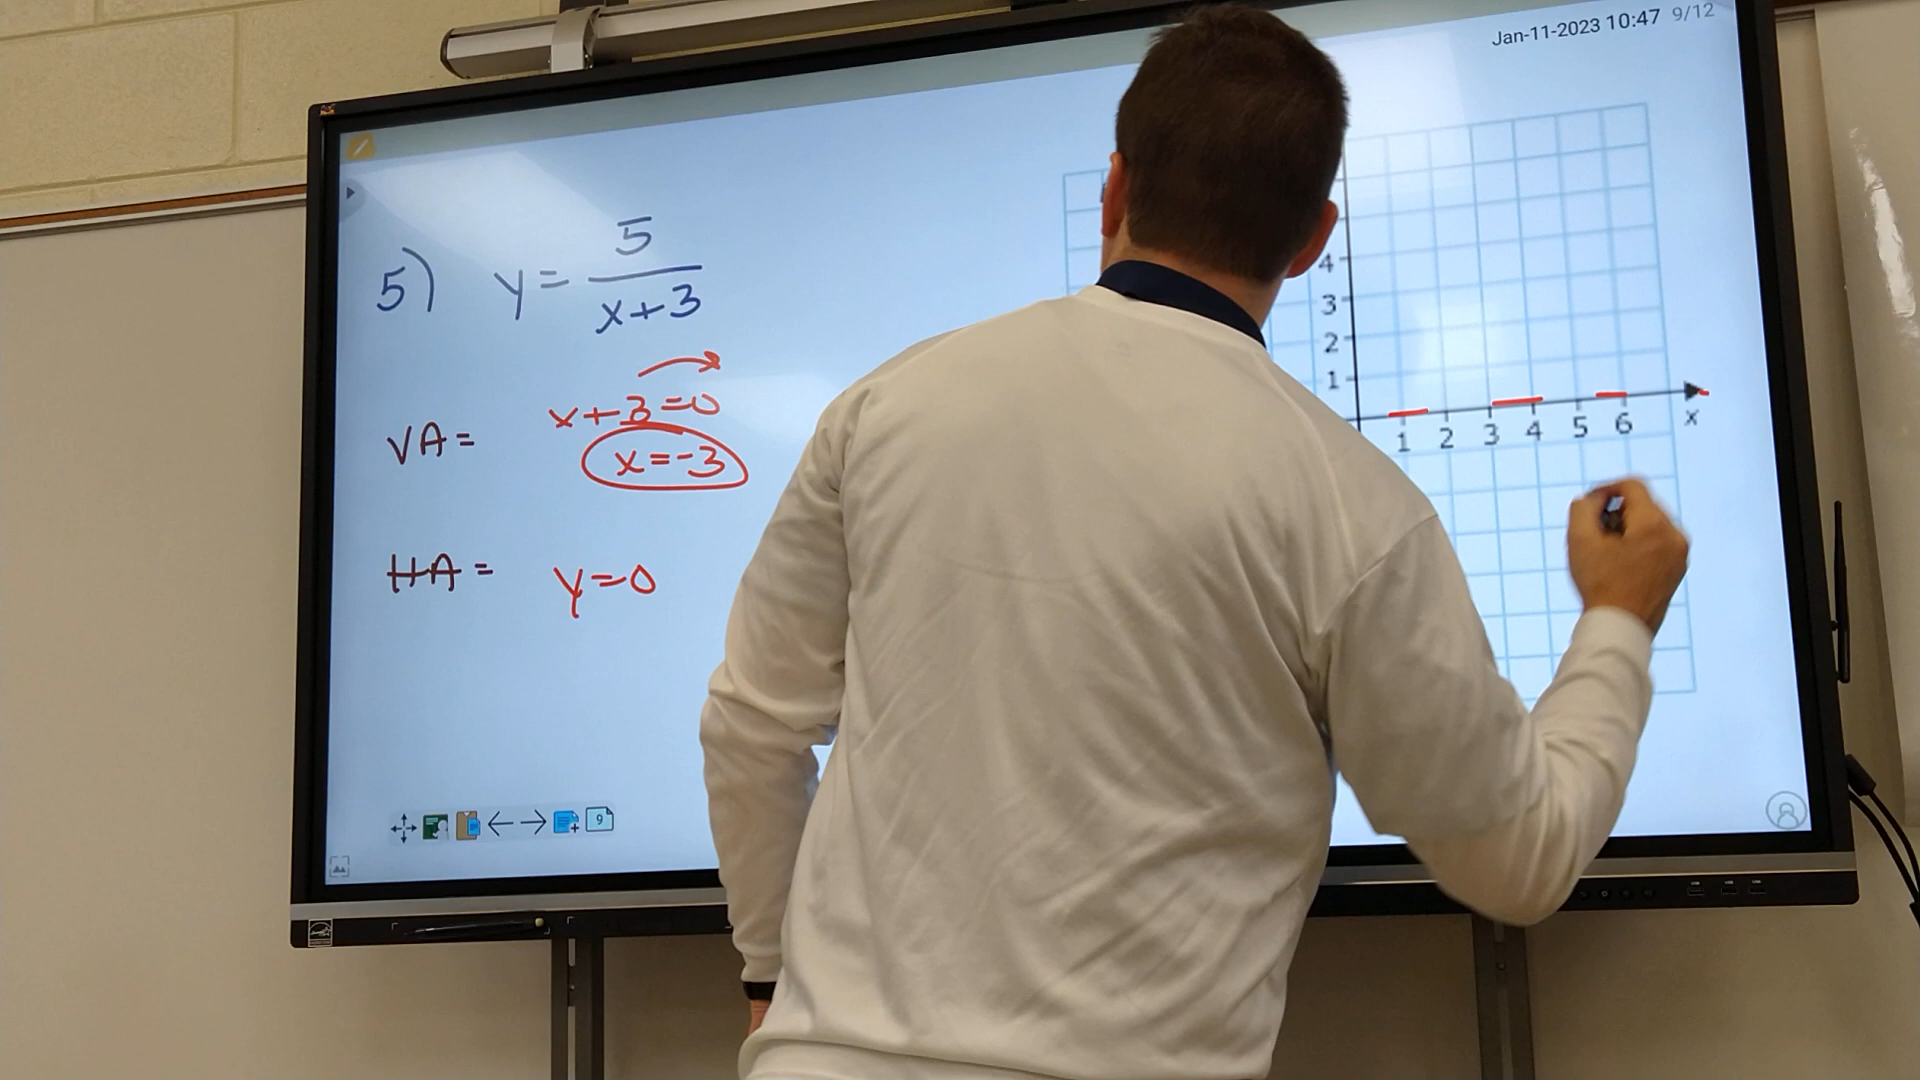 Jan-11-2023 10:47 9/12
5) y = 5/(x+3)
x+3=0
VA = x=-3
HA = y=0
4
3
2
1
1 2 3 4 5 6 x
9